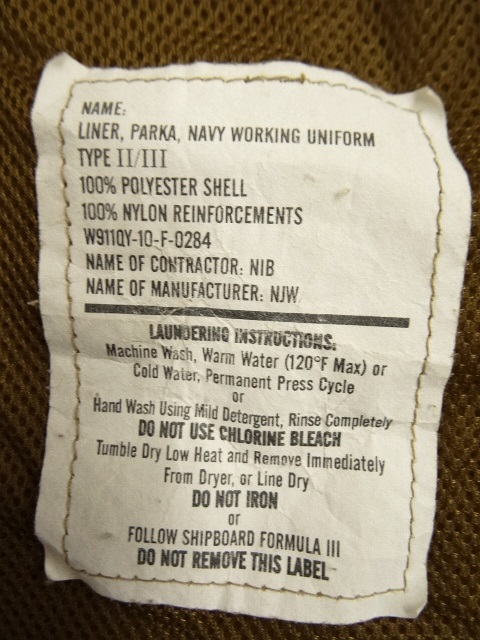 NAME:
LINER, PARKA, NAVY WORKING UNIFORM
TYPE II/III
100% POLYESTER SHELL
100% NYLON REINFORCEMENTS
W911QY-10-F-0284
NAME OF CONTRACTOR: NIB
NAME OF MANUFACTURER: NJW
LAUNDERING INSTRUCTIONS:
Machine Wash, Warm Water (120°F Max) or
Cold Water, Permanent Press Cycle
or
Hand Wash Using Mild Detergent, Rinse Completely
DO NOT USE CHLORINE BLEACH
Tumble Dry Low Heat and Remove Immediately
From Dryer, or Line Dry
DO NOT IRON
or
FOLLOW SHIPBOARD FORMULA III
DO NOT REMOVE THIS LABEL